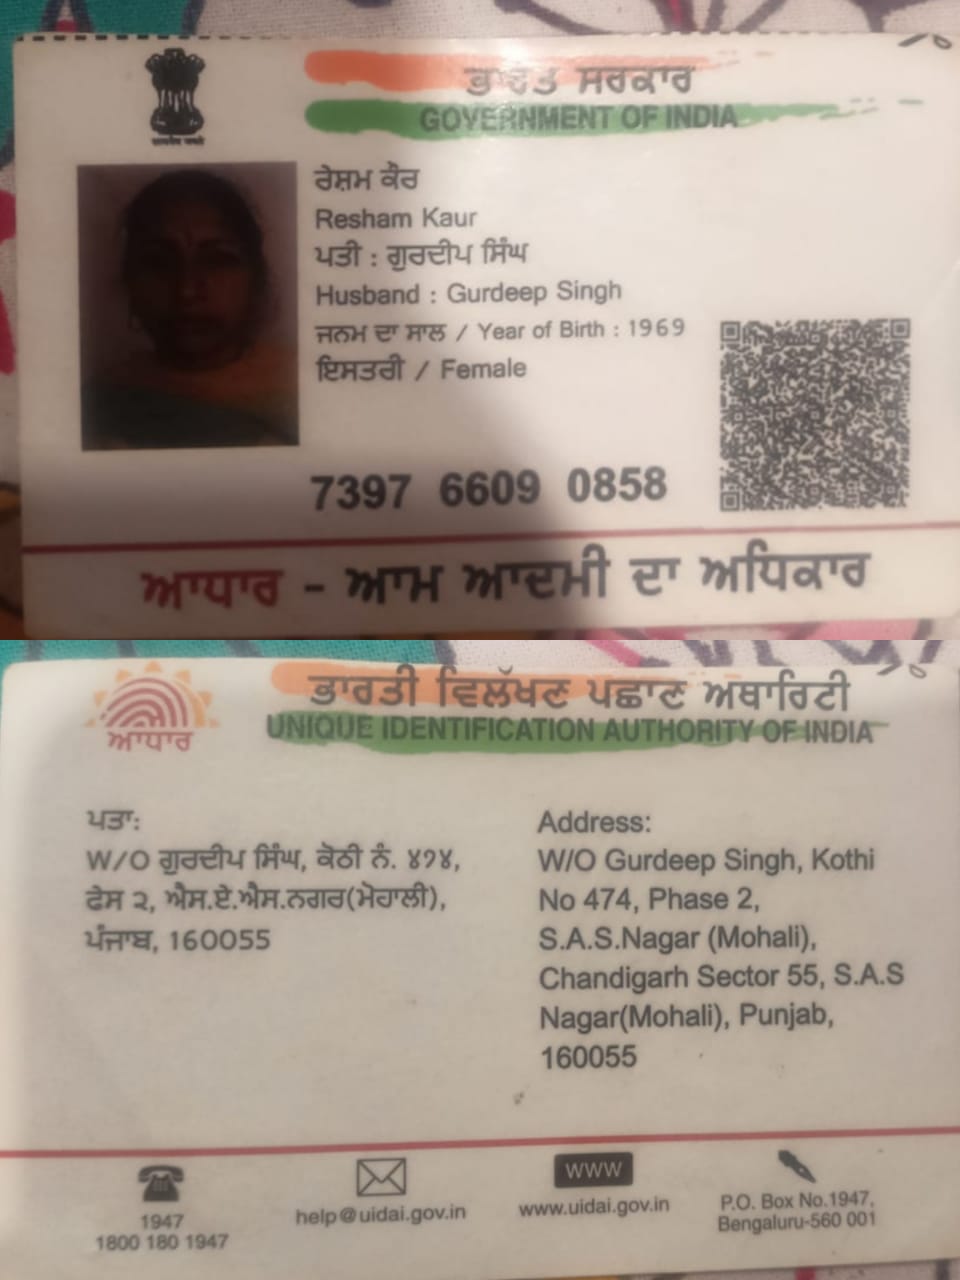 ਭਾਰਤ ਸਰਕਾਰ
GOVERNMENT OF INDIA
ਰੇਸ਼ਮ ਕੌਰ
Resham Kaur
ਪਤੀ : ਗੁਰਦੀਪ ਸਿੰਘ
Husband : Gurdeep Singh
ਜਨਮ ਦਾ ਸਾਲ / Year of Birth : 1969
ਇਸਤਰੀ / Female
7397 6609 0858
ਆਧਾਰ - ਆਮ ਆਦਮੀ ਦਾ ਅਧਿਕਾਰ
ਭਾਰਤੀ ਵਿਲੱਖਣ ਪਛਾਣ ਅਥਾਰਿਟੀ
UNIQUE IDENTIFICATION AUTHORITY OF INDIA
ਆਧਾਰ
ਪਤਾ:
W/O ਗੁਰਦੀਪ ਸਿੰਘ, ਕੋਠੀ ਨੰ. ੪੭੪,
ਫੇਸ ੨, ਐਸ.ਏ.ਐਸ.ਨਗਰ(ਮੋਹਾਲੀ),
ਪੰਜਾਬ, 160055
Address:
W/O Gurdeep Singh, Kothi
No 474, Phase 2,
S.A.S.Nagar (Mohali),
Chandigarh Sector 55, S.A.S
Nagar(Mohali), Punjab,
160055
1947
1800 180 1947
help@uidai.gov.in
www
www.uidai.gov.in
P.O. Box No.1947,
Bengaluru-560 001